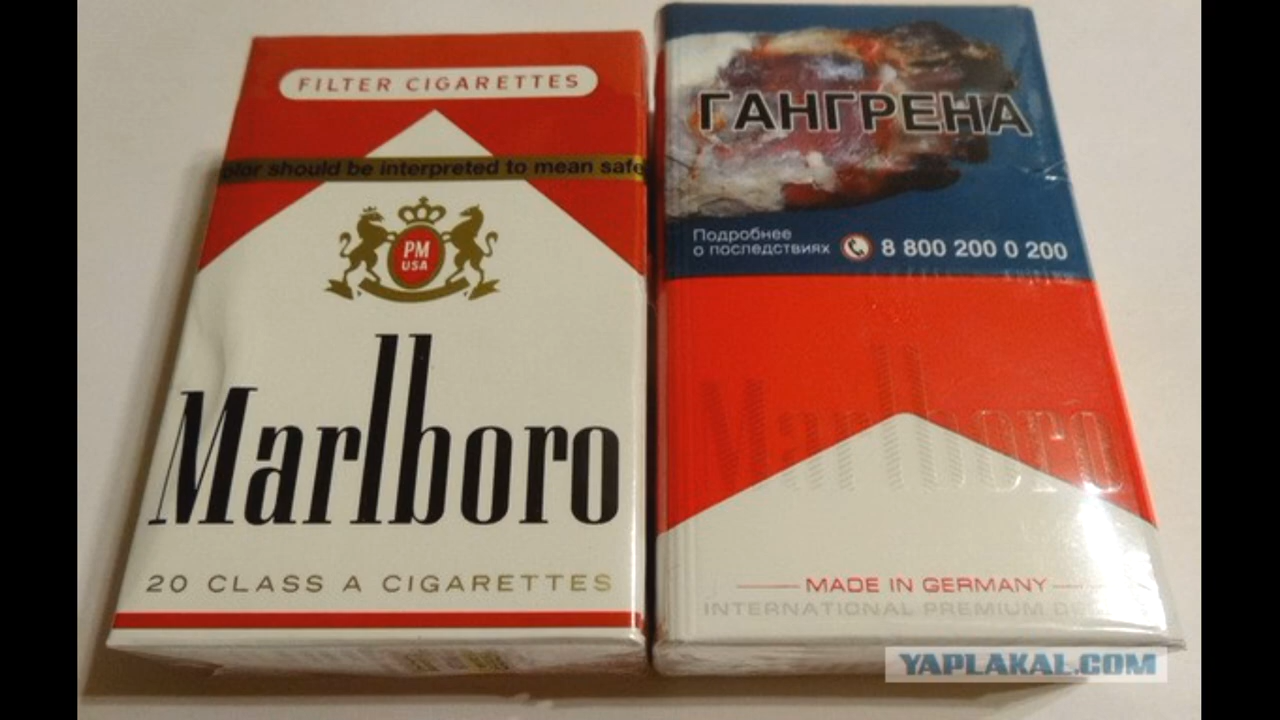 FILTER CIGARETTES
color should be interpreted to mean safe
PM
USA
Marlboro
20 CLASS A CIGARETTES
ГАНГРЕНА
Подробнее
о последствиях
8 800 200 0 200
Marlboro
MADE IN GERMANY
INTERNATIONAL PREMIUM
YAPLAKAL.COM